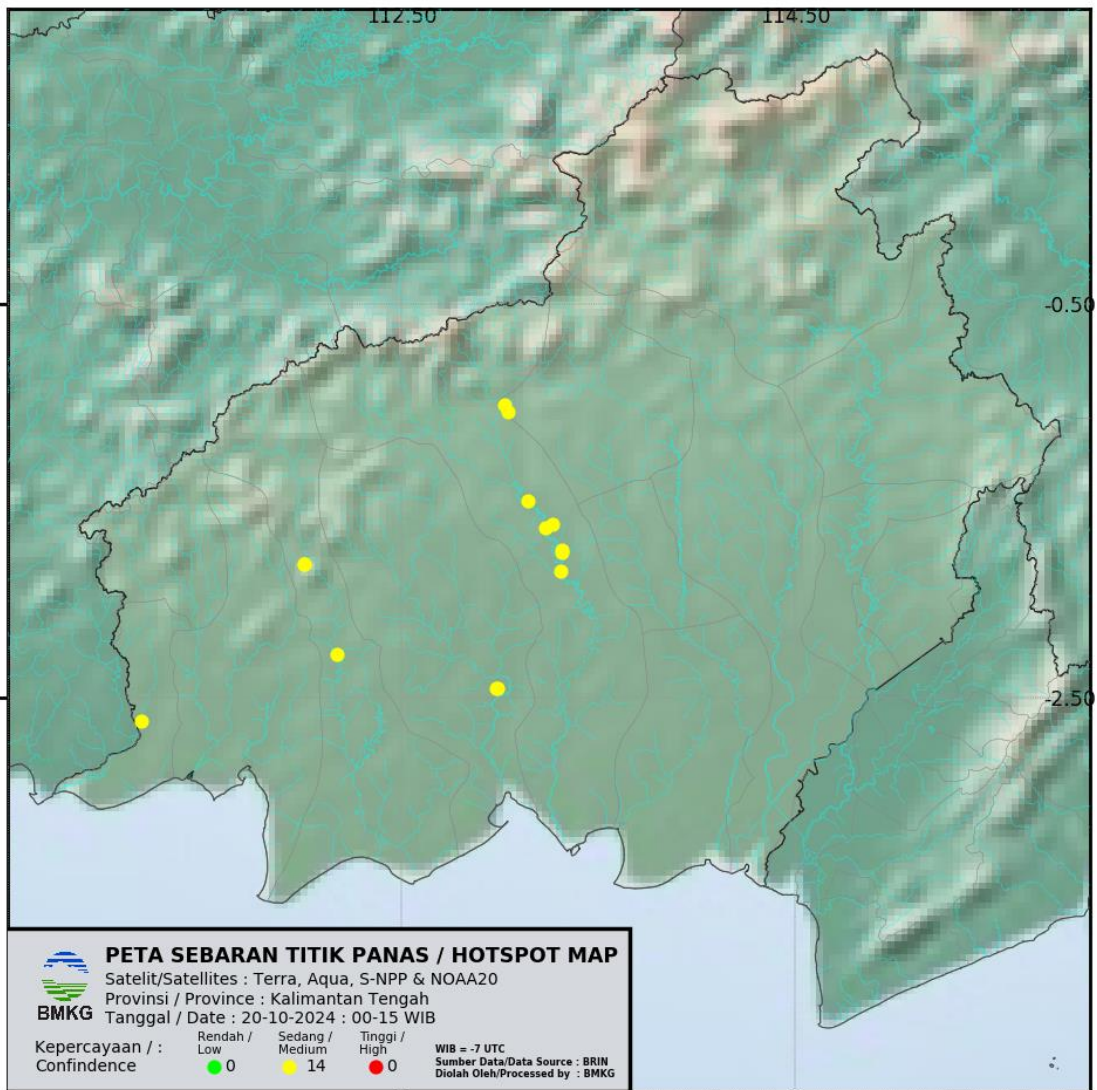 112.50 114.50
-0.50
-2.50
PETA SEBARAN TITIK PANAS / HOTSPOT MAP
Satelit/Satellites : Terra, Aqua, S-NPP & NOAA20
Provinsi / Province : Kalimantan Tengah
Tanggal / Date : 20-10-2024 : 00-15 WIB
BMKG
Kepercayaan / :
Confindence
Rendah /
Low
0
Sedang /
Medium
14
Tinggi /
High
0
WIB = -7 UTC
Sumber Data/Data Source : BRIN
Diolah Oleh/Processed by : BMKG